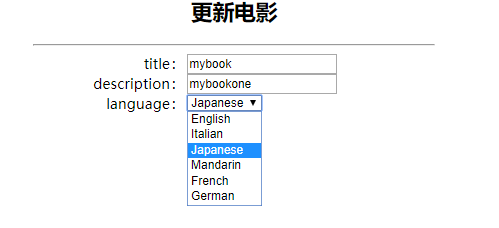 更新电影
title: mybook
description: mybookone
language: Japanese ▼
English
Italian
Japanese
Mandarin
French
German